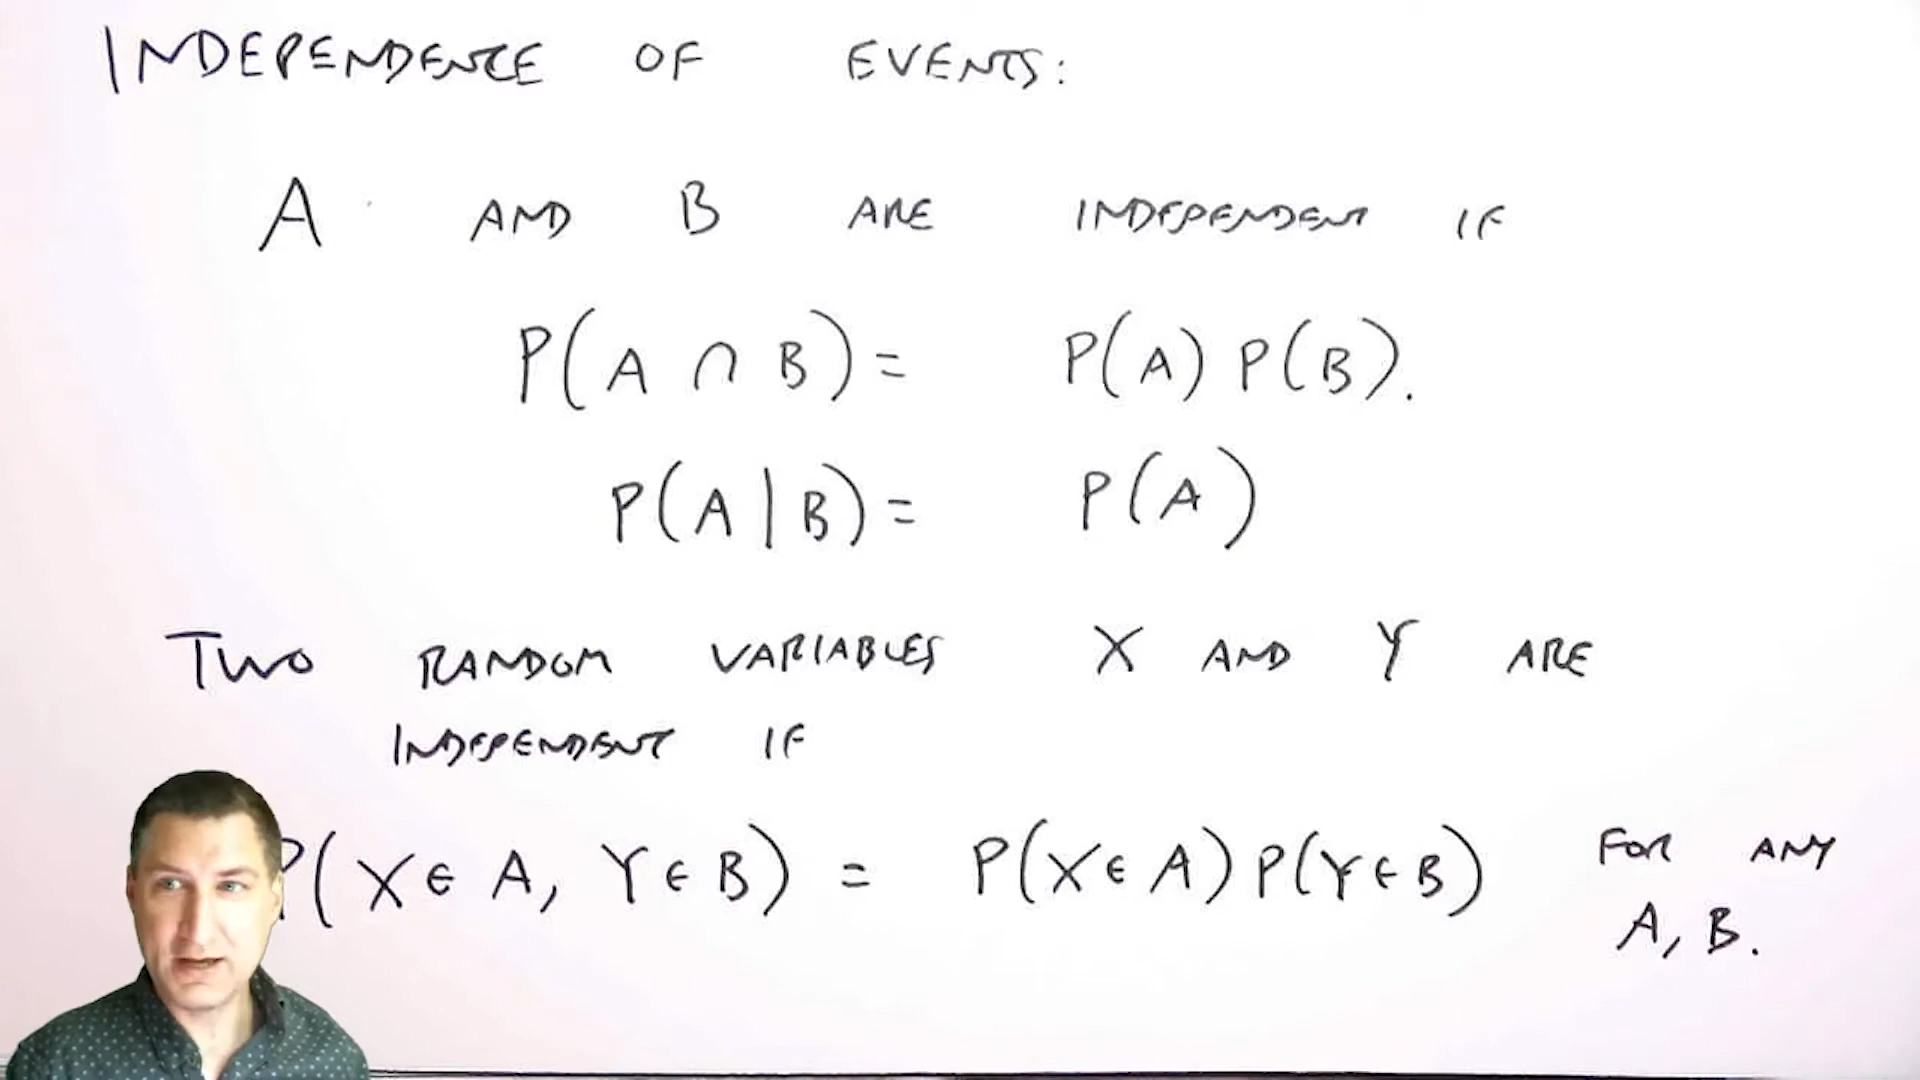 INDEPENDENCE OF EVENTS:
A AND B ARE INDEPENDENT IF
P(A ∩ B) = P(A) P(B).
P(A | B) = P(A)
TWO RANDOM VARIABLES X AND Y ARE
INDEPENDENT IF
P(X ∈ A, Y ∈ B) = P(X ∈ A) P(Y ∈ B) FOR ANY
A, B.